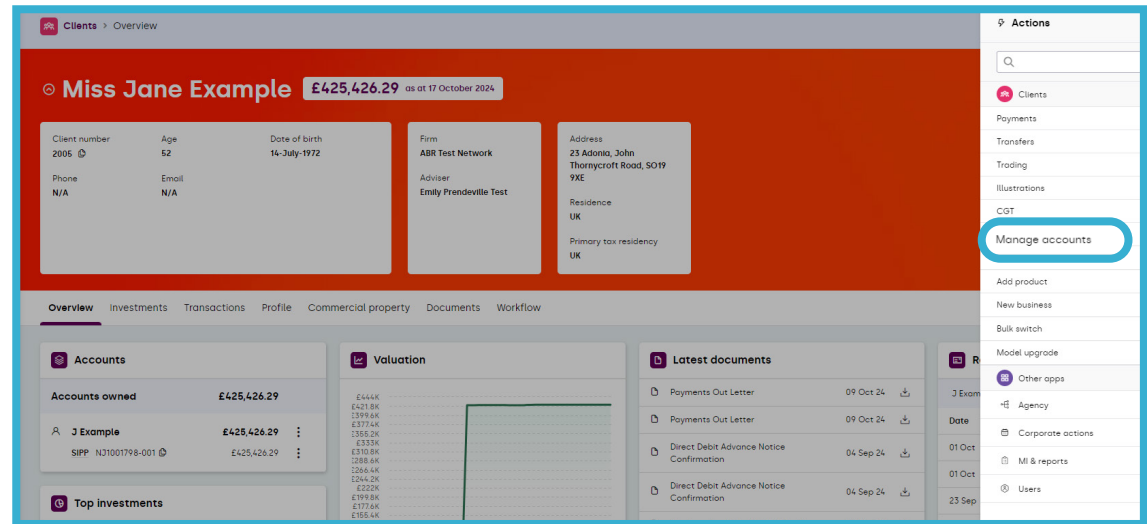 Clients > Overview
Miss Jane Example £425,426.29 as at 17 October 2024
Client number
2005
Age
52
Date of birth
14-July-1972
Phone
N/A
Email
N/A
Firm
ABR Test Network
Adviser
Emily Prendeville Test
Address
23 Adonia, John
Thornycroft Road, SO19
9XE
Residence
UK
Primary tax residency
UK
Overview Investments Transactions Profile Commercial property Documents Workflow
Accounts
Accounts owned £425,426.29
J Example £425,426.29
SIPP NJ1001798-001 £425,426.29
Top investments
Valuation
£444K
£421.8K
£399.6K
£377.4K
£355.2K
£333K
£310.8K
£288.6K
£266.4K
£244.2K
£222K
£199.8K
£177.6K
£155.4K
Latest documents
Payments Out Letter 09 Oct 24
Payments Out Letter 09 Oct 24
Direct Debit Advance Notice
Confirmation
04 Sep 24
Direct Debit Advance Notice
Confirmation
04 Sep 24
R
J Exam
Date
01 Oct
01 Oct
23 Sep
Actions
Clients
Payments
Transfers
Trading
Illustrations
CGT
Manage accounts
Add product
New business
Bulk switch
Model upgrade
Other apps
Agency
Corporate actions
MI & reports
Users